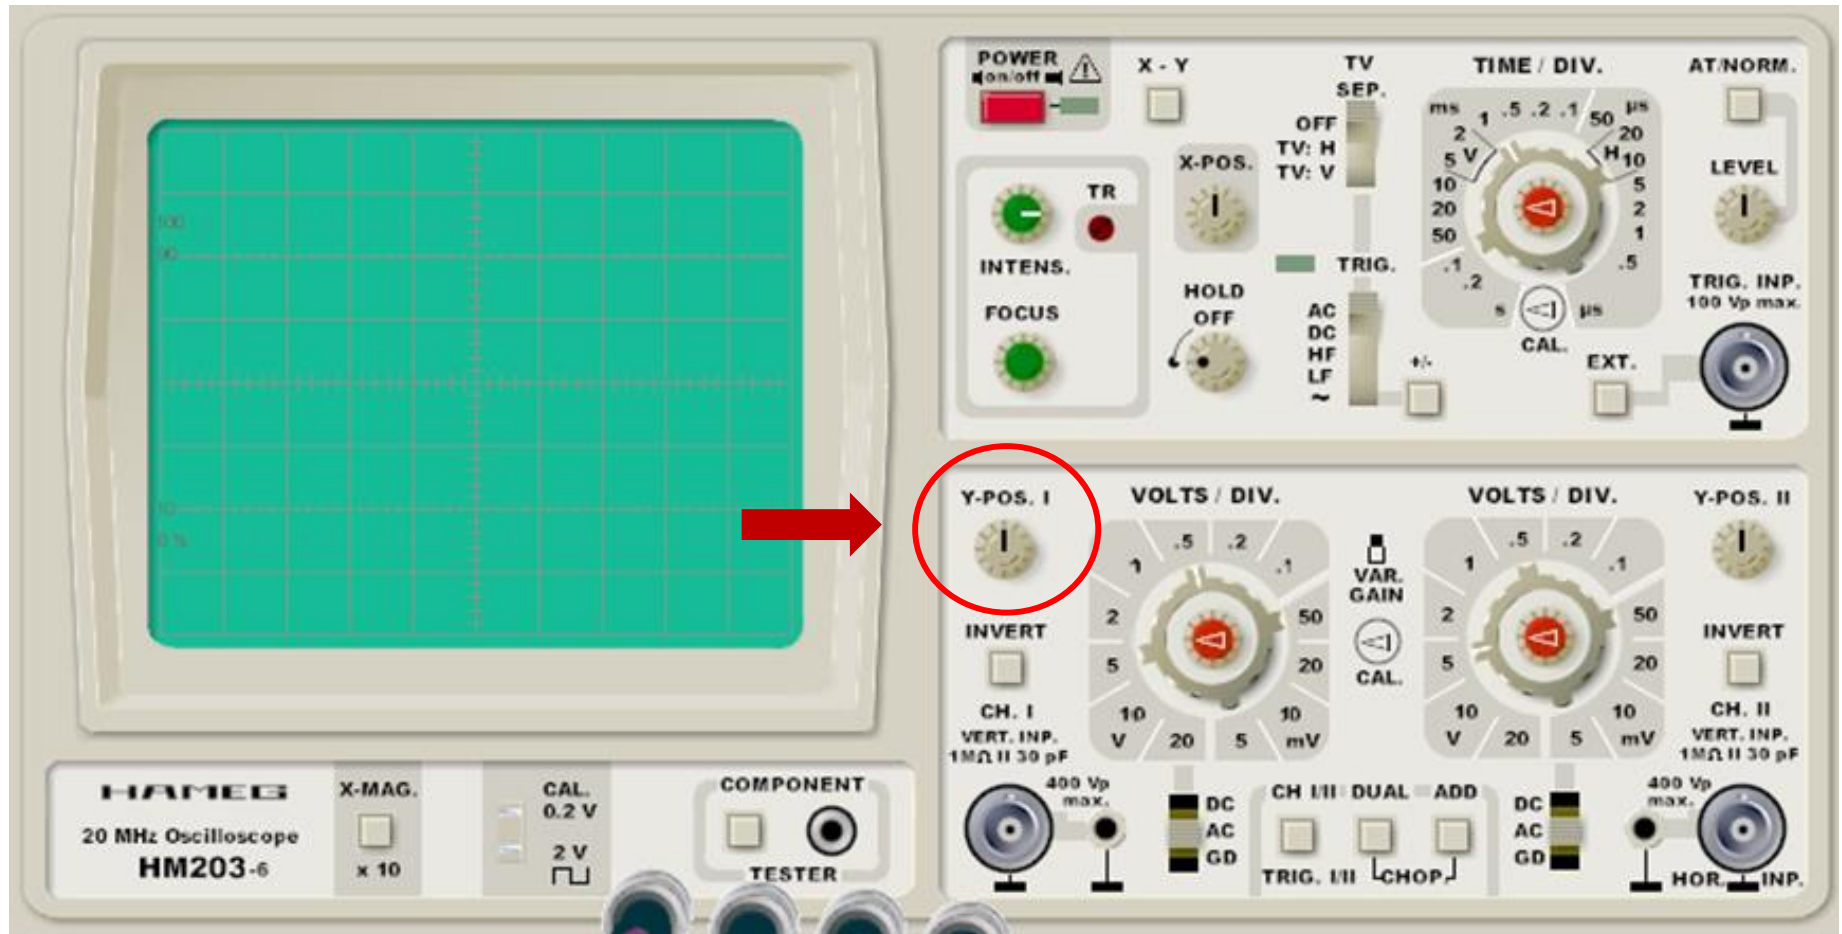 POWER
on/off
X - Y
TV
SEP.
OFF
TV: H
TV: V
TIME / DIV.
AT/NORM.
ms
1
.5
.2
.1
50
µs
2
20
5
V
H
10
10
5
20
2
50
1
.1
.5
.2
s
µs
CAL.
X-POS.
LEVEL
TR
INTENS.
TRIG.
TRIG. INP.
100 Vp max.
FOCUS
HOLD
OFF
AC
DC
HF
LF
~
+/-
EXT.
100
90
10
0 %
Y-POS. I
VOLTS / DIV.
VOLTS / DIV.
Y-POS. II
.5
.2
1
.1
2
50
5
20
10
10
V
20
5
mV
VAR.
GAIN
CAL.
.5
.2
1
.1
2
50
5
20
10
10
V
20
5
mV
INVERT
INVERT
CH. I
VERT. INP.
1MΩ II 30 pF
CH. II
VERT. INP.
1MΩ II 30 pF
400 Vp
max.
DC
AC
GD
CH I/II
DUAL
ADD
TRIG. I/II
CHOP.
DC
AC
GD
400 Vp
max.
HOR. INP.
HAMEG
20 MHz Oscilloscope
HM203-6
X-MAG.
x 10
CAL.
0.2 V
2 V
COMPONENT
TESTER